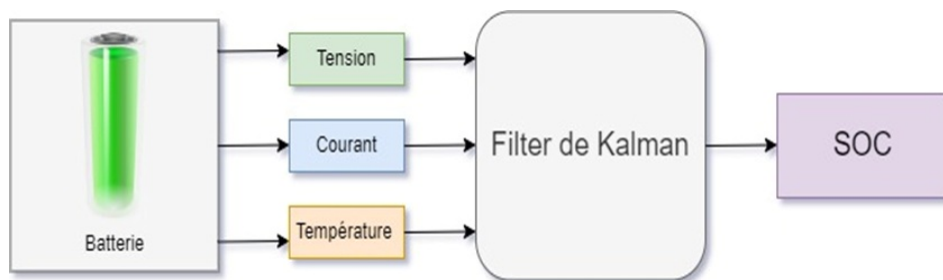 Batterie
Tension
Courant
Température
Filter de Kalman
SOC